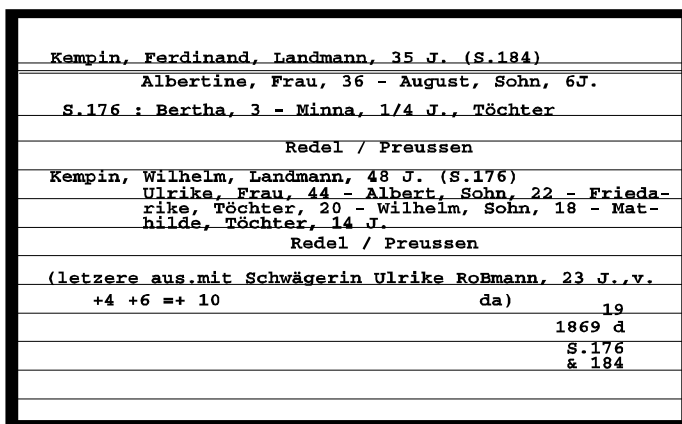 Kempin, Ferdinand, Landmann, 35 J. (S.184)
Albertine, Frau, 36 - August, Sohn, 6J.
S.176 : Bertha, 3 - Minna, 1/4 J., Töchter
Redel / Preussen
Kempin, Wilhelm, Landmann, 48 J. (S.176)
Ulrike, Frau, 44 - Albert, Sohn, 22 - Frieda-
rike, Töchter, 20 - Wilhelm, Sohn, 18 - Mat-
hilde, Töchter, 14 J.
Redel / Preussen
(letzere aus.mit Schwägerin Ulrike Roßmann, 23 J.,v.
+4 +6 =+ 10 da)
19
1869 d
S.176
& 184